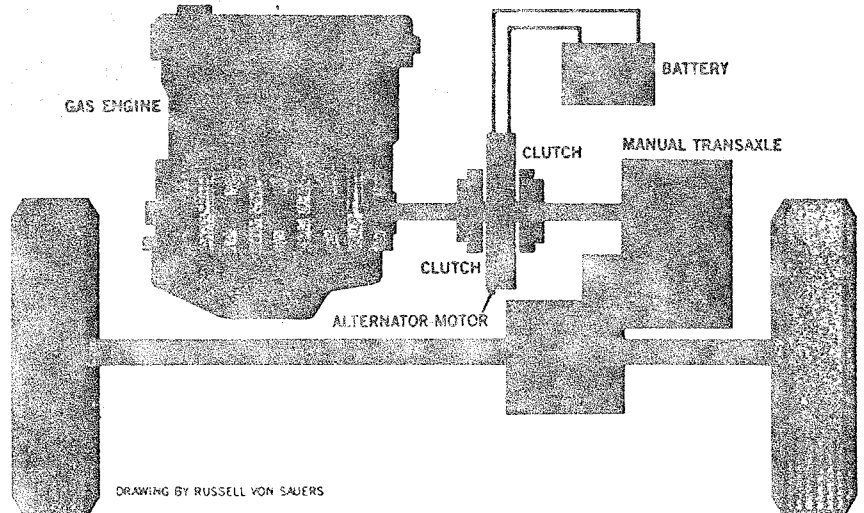 BATTERY
GAS ENGINE
MANUAL TRANSAXLE
CLUTCH
CLUTCH
ALTERNATOR-MOTOR
DRAWING BY RUSSELL VON SAUERS